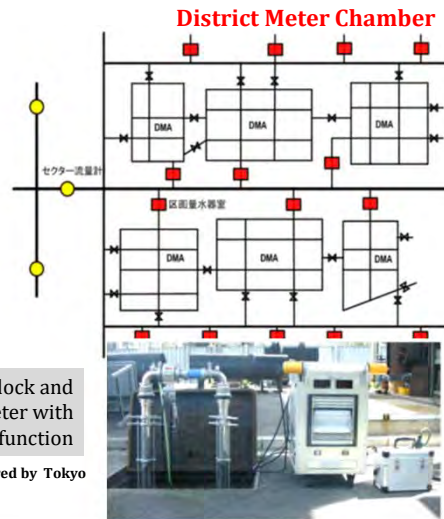 District Meter Chamber
DMA
DMA
DMA
セクター流量計
区画量水器室
DMA
DMA
DMA
lock and
eter with
function
red by Tokyo